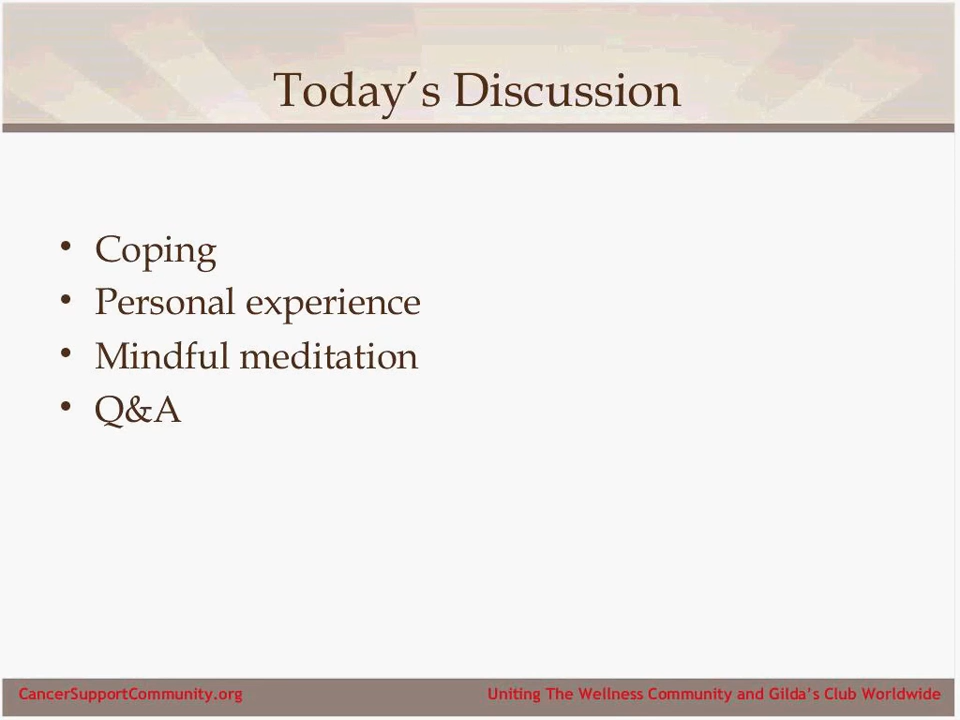 Today’s Discussion
• Coping
• Personal experience
• Mindful meditation
• Q&A
CancerSupportCommunity.org
Uniting The Wellness Community and Gilda’s Club Worldwide